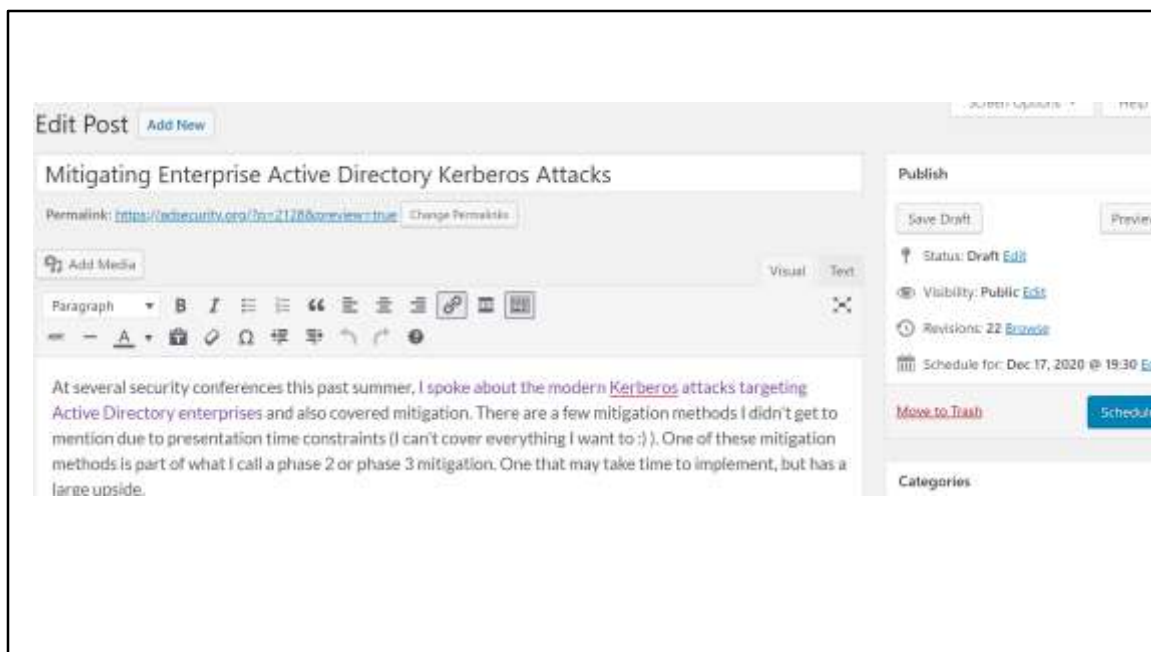 Screen Options Help
Edit Post Add New
Mitigating Enterprise Active Directory Kerberos Attacks
Permalink: https://adsecurity.org/?p=2128&preview=true Change Permalinks
Add Media
Visual Text
Paragraph B I
A Ω
At several security conferences this past summer, I spoke about the modern Kerberos attacks targeting
Active Directory enterprises and also covered mitigation. There are a few mitigation methods I didn't get to
mention due to presentation time constraints (I can't cover everything I want to :) ). One of these mitigation
methods is part of what I call a phase 2 or phase 3 mitigation. One that may take time to implement, but has a
large upside.
Publish
Save Draft Preview
Status: Draft Edit
Visibility: Public Edit
Revisions: 22 Browse
Schedule for: Dec 17, 2020 @ 19:30 E
Move to Trash Schedule
Categories